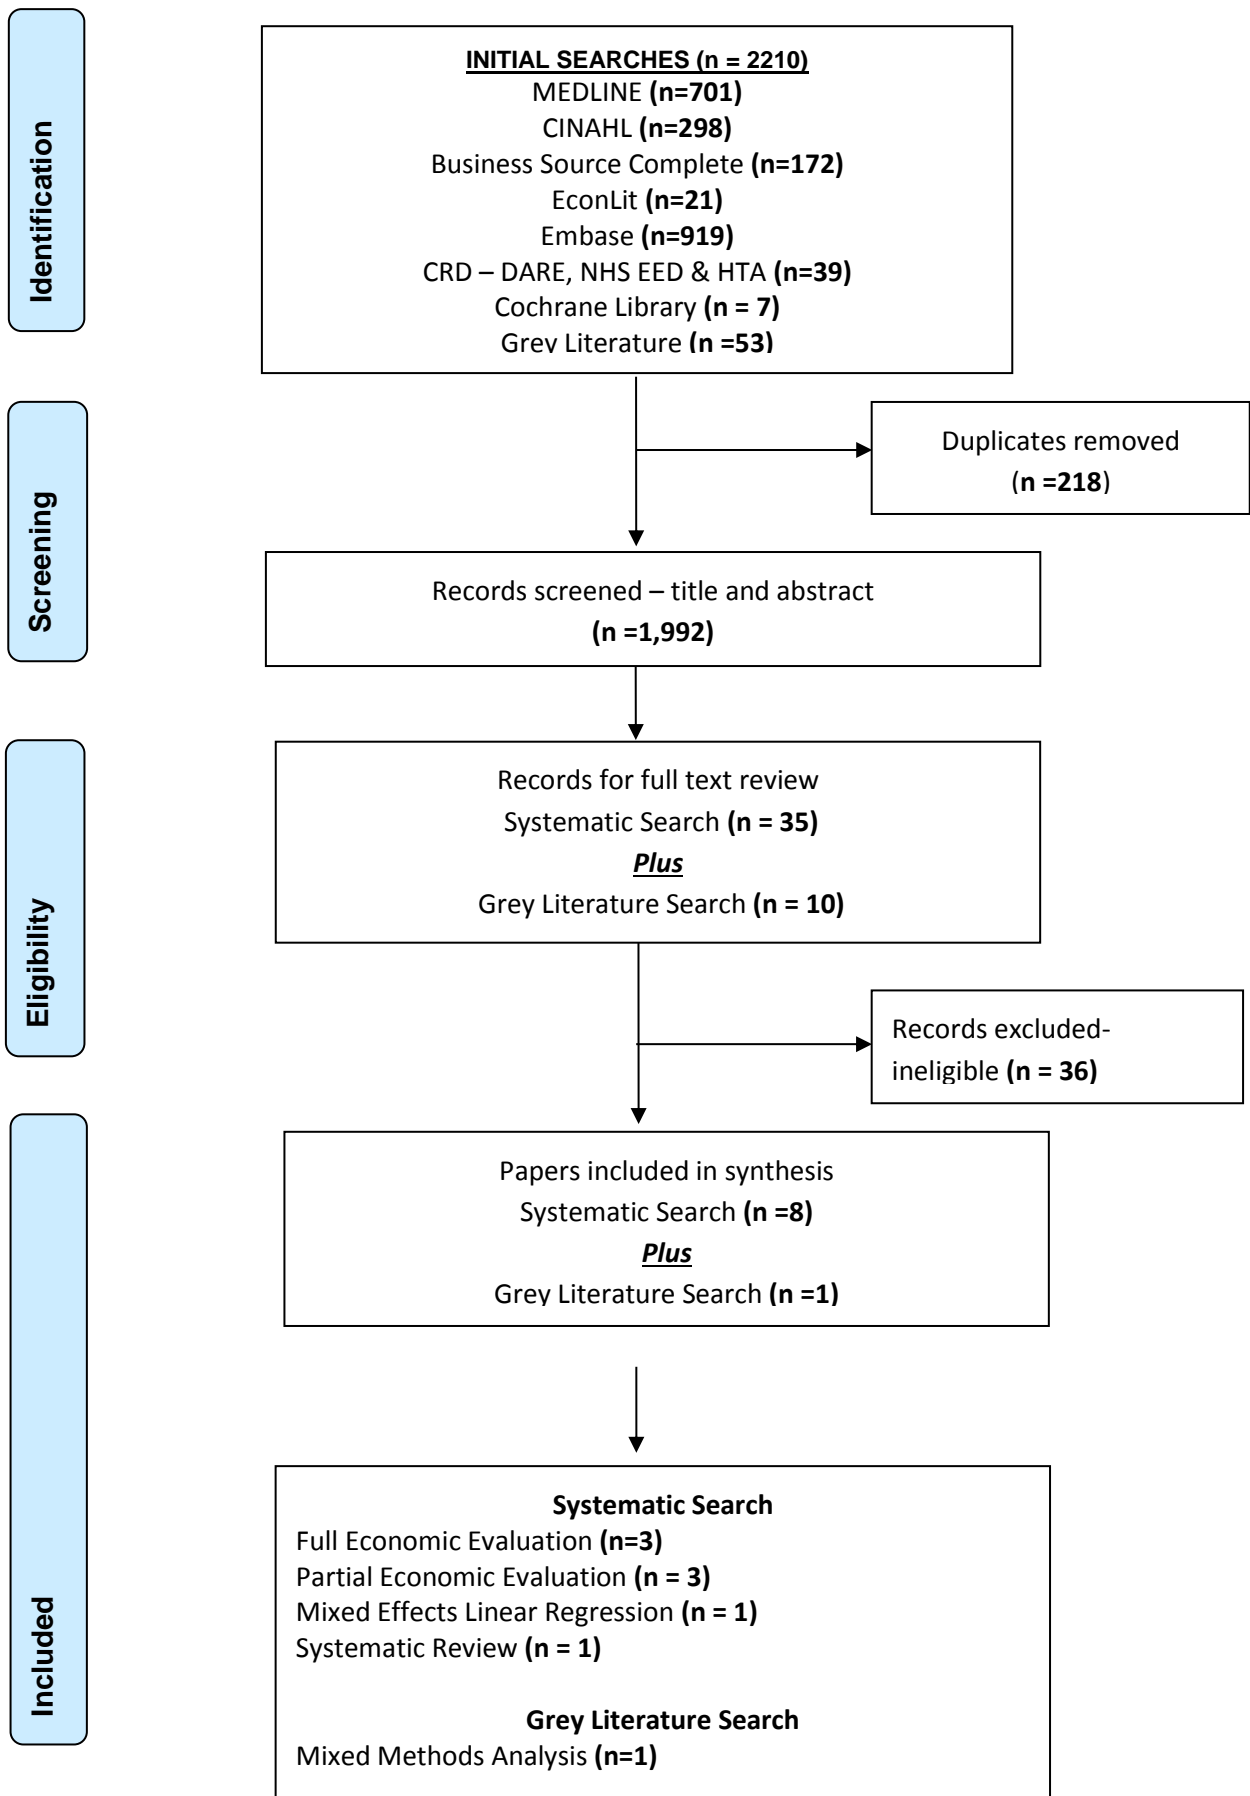 Identification
INITIAL SEARCHES (n = 2210)
MEDLINE (n=701)
CINAHL (n=298)
Business Source Complete (n=172)
EconLit (n=21)
Embase (n=919)
CRD – DARE, NHS EED & HTA (n=39)
Cochrane Library (n = 7)
Grey Literature (n =53)
Screening
Duplicates removed
(n =218)
Records screened – title and abstract
(n =1,992)
Eligibility
Records for full text review
Systematic Search (n = 35)
Plus
Grey Literature Search (n = 10)
Records excluded-
ineligible (n = 36)
Included
Papers included in synthesis
Systematic Search (n =8)
Plus
Grey Literature Search (n =1)
Systematic Search
Full Economic Evaluation (n=3)
Partial Economic Evaluation (n = 3)
Mixed Effects Linear Regression (n = 1)
Systematic Review (n = 1)
Grey Literature Search
Mixed Methods Analysis (n=1)